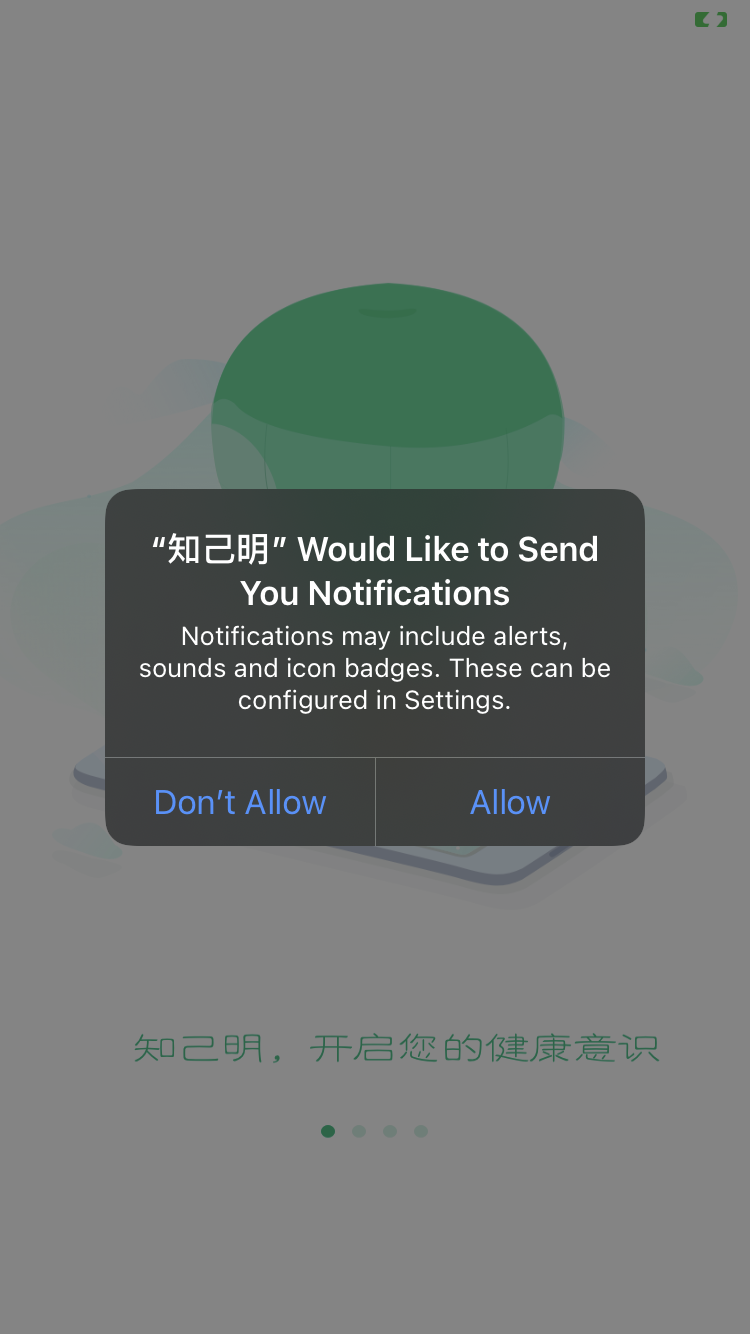 “知己明” Would Like to Send
You Notifications
Notifications may include alerts,
sounds and icon badges. These can be
configured in Settings.
Don’t Allow
Allow
知己明，开启您的健康意识